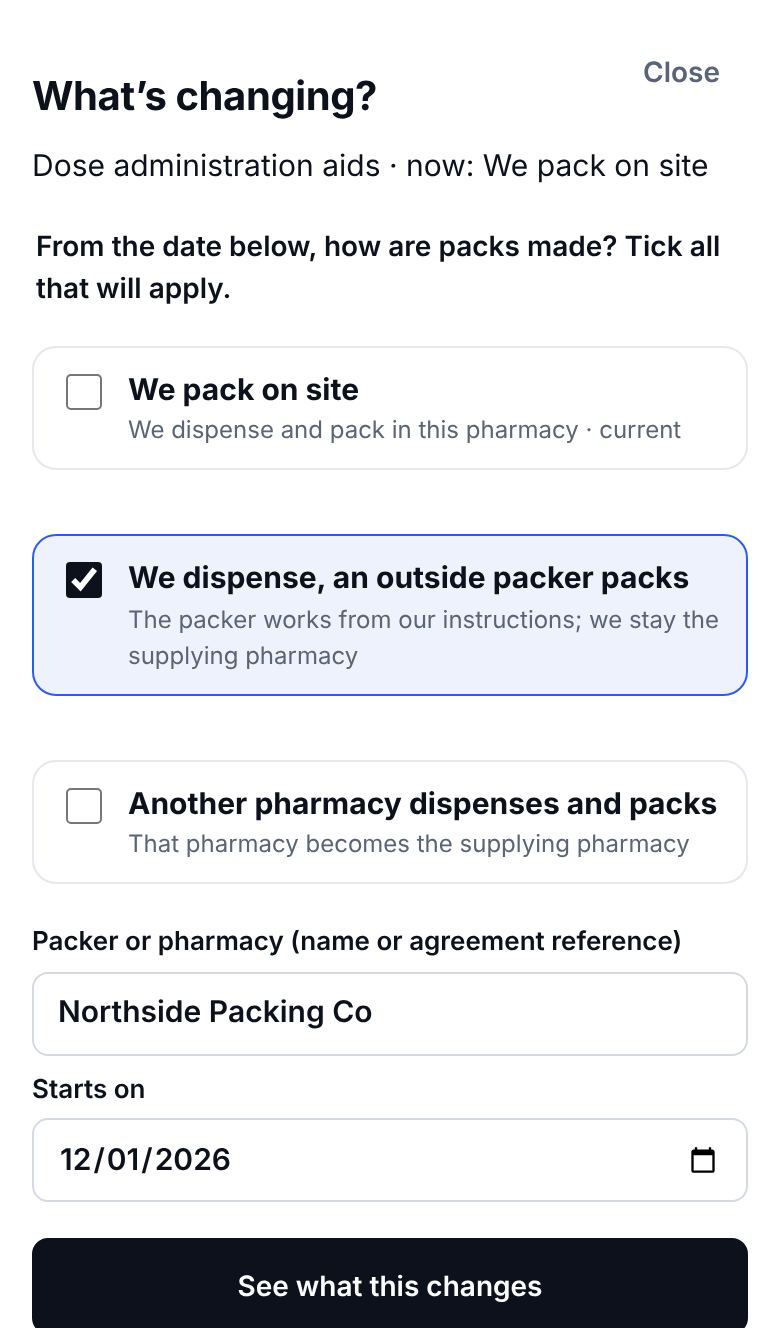 Close
What’s changing?
Dose administration aids · now: We pack on site
From the date below, how are packs made? Tick all
that will apply.
We pack on site
We dispense and pack in this pharmacy · current
We dispense, an outside packer packs
The packer works from our instructions; we stay the
supplying pharmacy
Another pharmacy dispenses and packs
That pharmacy becomes the supplying pharmacy
Packer or pharmacy (name or agreement reference)
Northside Packing Co
Starts on
12/01/2026
See what this changes